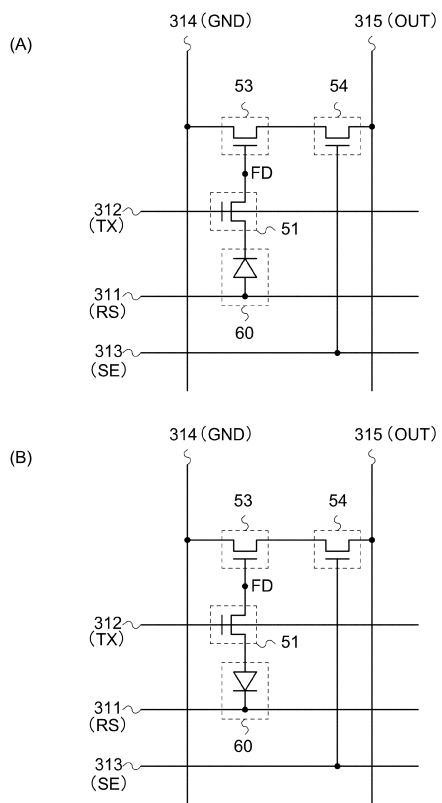 314 (GND)
315 (OUT)
(A)
53
54
FD
312
(TX)
51
311
(RS)
60
313
(SE)
314 (GND)
315 (OUT)
(B)
53
54
FD
312
(TX)
51
311
(RS)
60
313
(SE)